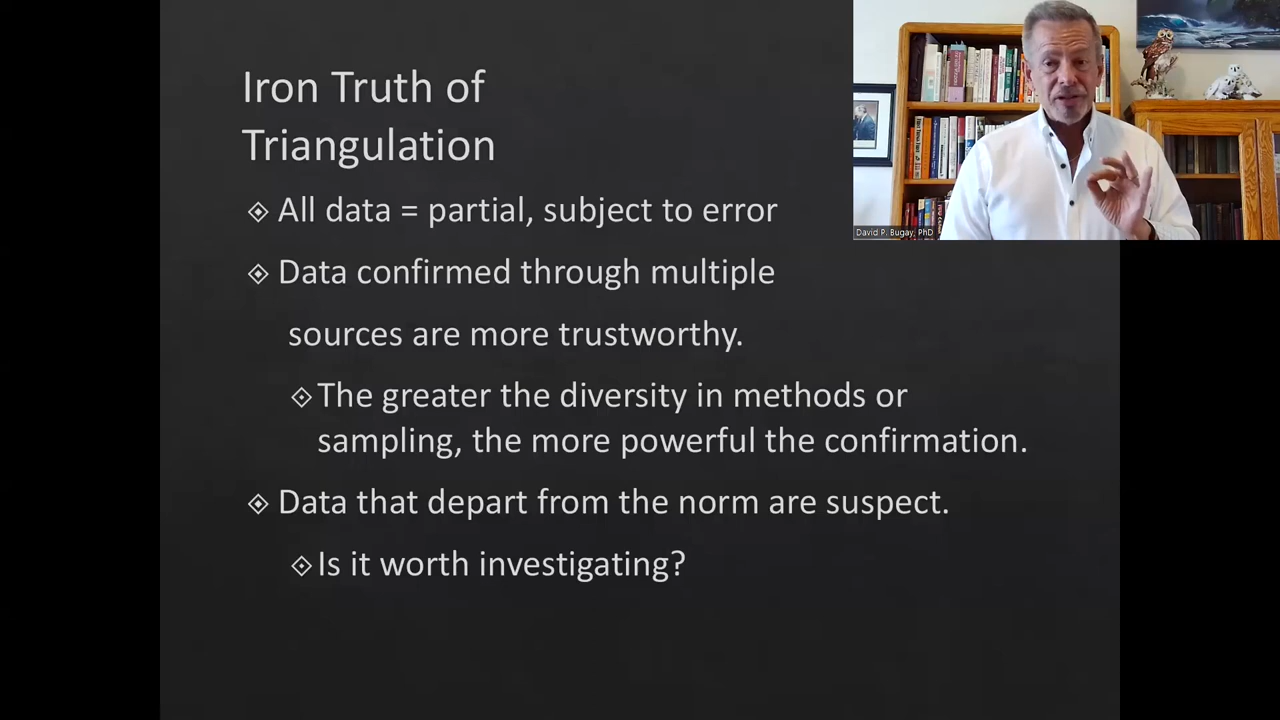 Iron Truth of
Triangulation
All data = partial, subject to error
Data confirmed through multiple
sources are more trustworthy.
The greater the diversity in methods or
sampling, the more powerful the confirmation.
Data that depart from the norm are suspect.
Is it worth investigating?
David P. Bugay, PhD